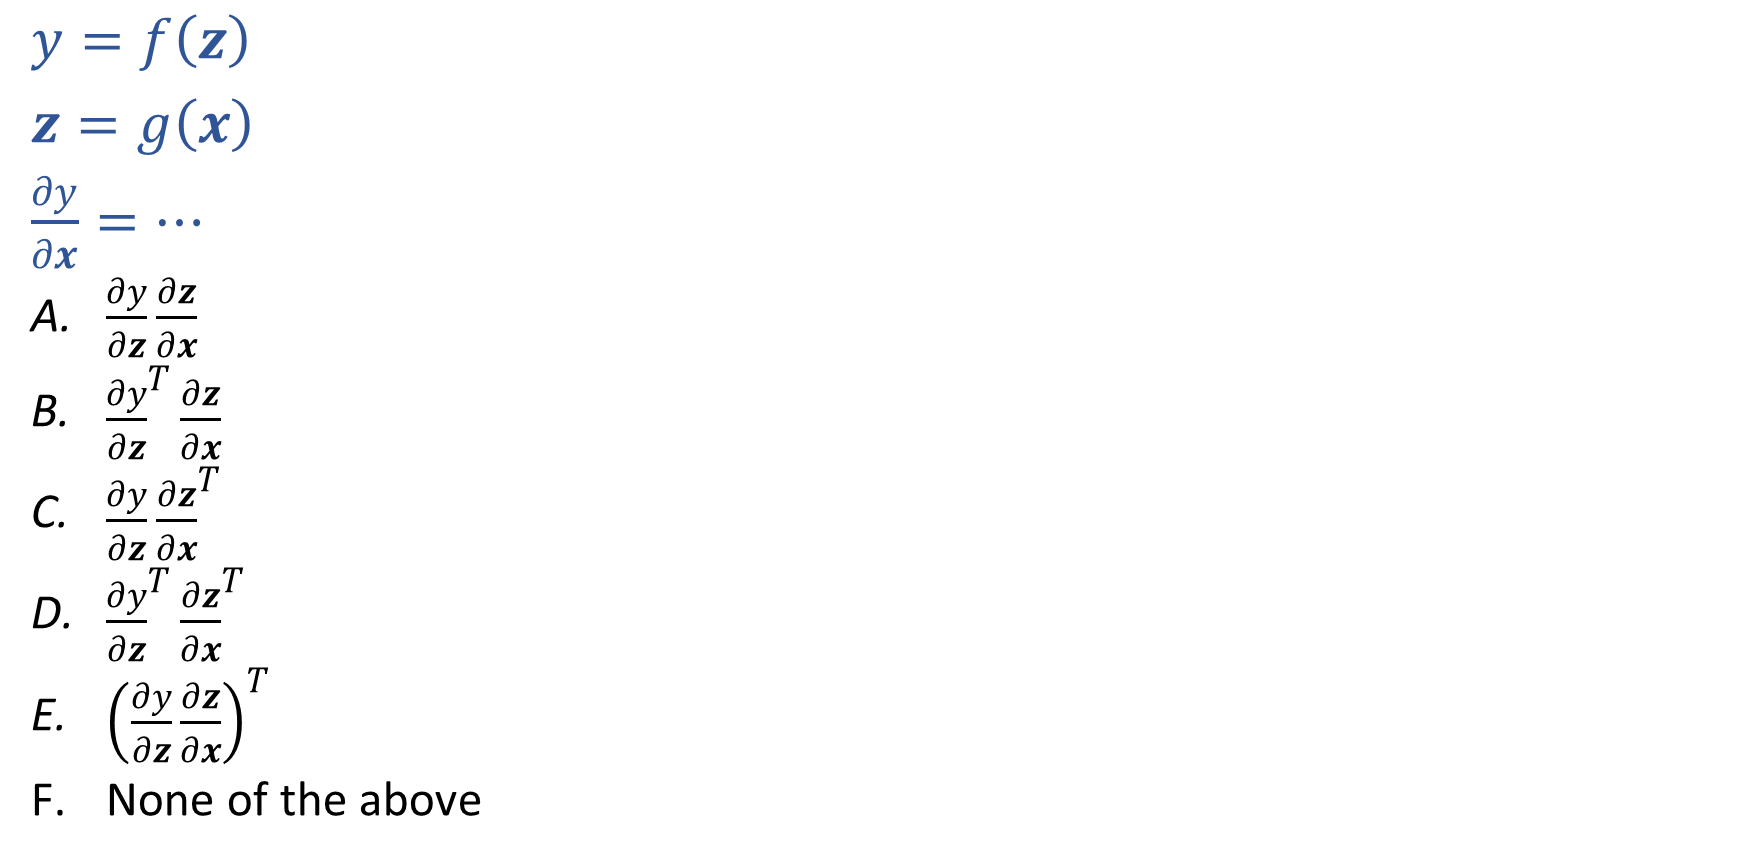 y = f(z)
z = g(x)
∂y/∂x = ⋯
A. ∂y/∂z ∂z/∂x
B. ∂y/∂z^T ∂z/∂x
C. ∂y/∂z ∂z/∂x^T
D. ∂y/∂z^T ∂z/∂x^T
E. (∂y/∂z ∂z/∂x)^T
F. None of the above